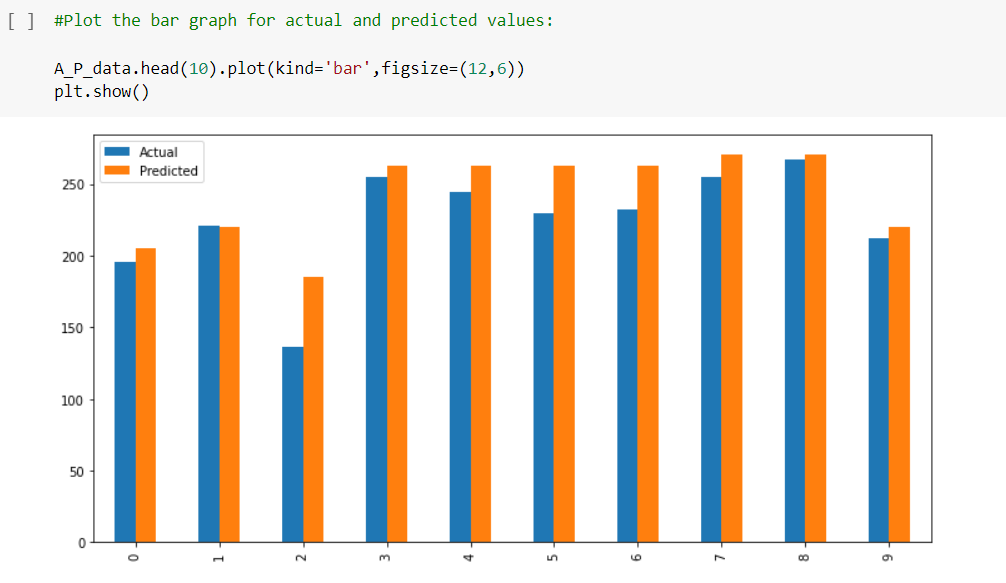 [ ] #Plot the bar graph for actual and predicted values:
A_P_data.head(10).plot(kind='bar',figsize=(12,6))
plt.show()
Actual
Predicted
250
200
150
100
50
0
0 1 2 3 4 5 6 7 8 9